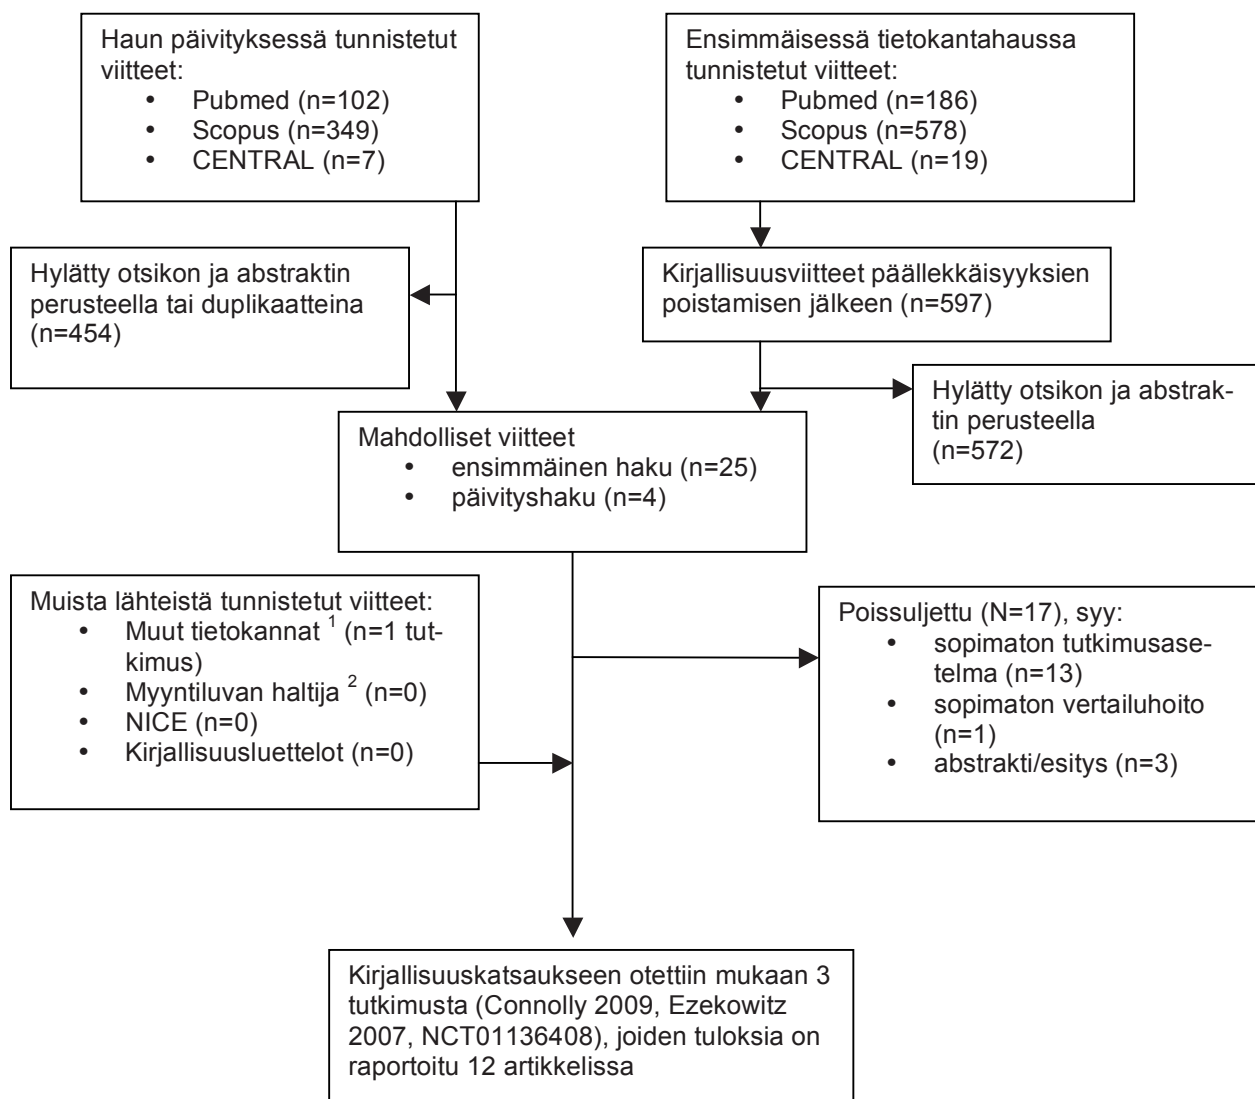 Haun päivityksessä tunnistetut
viitteet:
• Pubmed (n=102)
• Scopus (n=349)
• CENTRAL (n=7)
Ensimmäisessä tietokantahaussa
tunnistetut viitteet:
• Pubmed (n=186)
• Scopus (n=578)
• CENTRAL (n=19)
Hylätty otsikon ja abstraktin
perusteella tai duplikaatteina
(n=454)
Kirjallisuusviitteet päällekkäisyyksien
poistamisen jälkeen (n=597)
Hylätty otsikon ja abstrak-
tin perusteella
(n=572)
Mahdolliset viitteet
• ensimmäinen haku (n=25)
• päivityshaku (n=4)
Muista lähteistä tunnistetut viitteet:
• Muut tietokannat 1 (n=1 tut-
kimus)
• Myyntiluvan haltija 2 (n=0)
• NICE (n=0)
• Kirjallisuusluettelot (n=0)
Poissuljettu (N=17), syy:
• sopimaton tutkimusase-
telma (n=13)
• sopimaton vertailuhoito
(n=1)
• abstrakti/esitys (n=3)
Kirjallisuuskatsaukseen otettiin mukaan 3
tutkimusta (Connolly 2009, Ezekowitz
2007, NCT01136408), joiden tuloksia on
raportoitu 12 artikkelissa